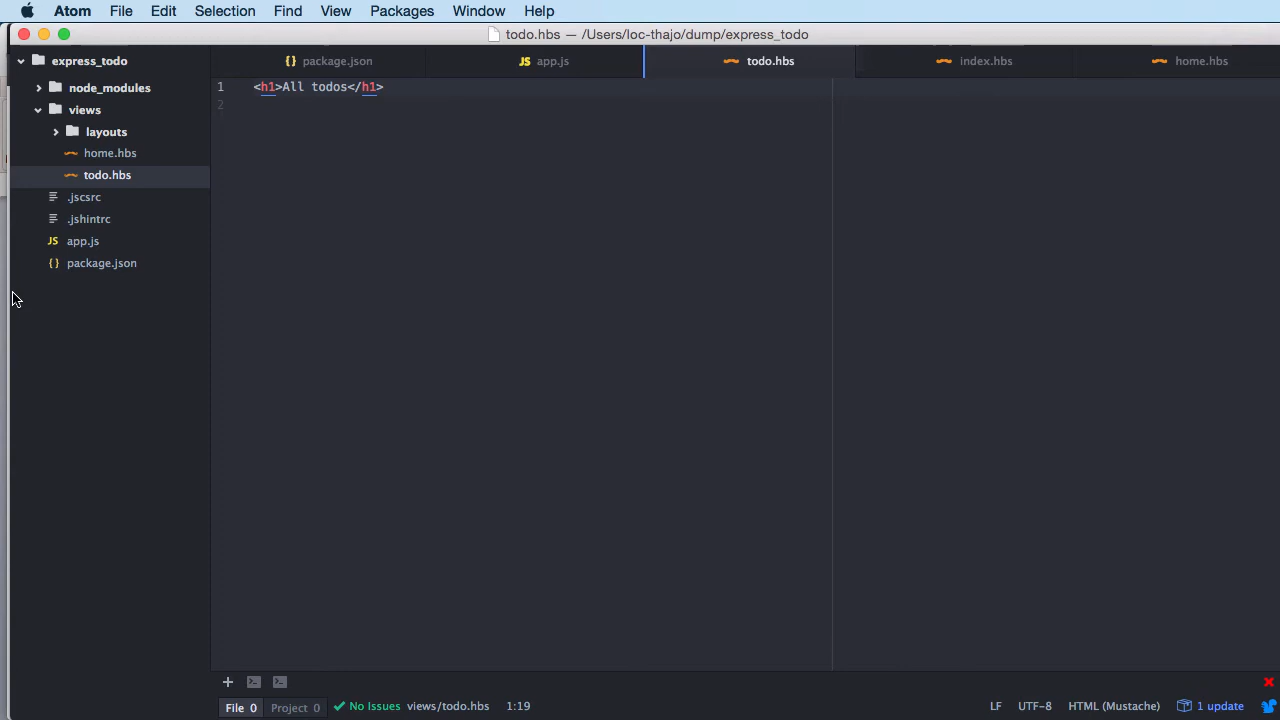 Atom File Edit Selection Find View Packages Window Help
todo.hbs — /Users/loc-thajo/dump/express_todo
express_todo
package.json
JS app.js
todo.hbs
index.hbs
home.hbs
node_modules
views
layouts
home.hbs
todo.hbs
.jscsrc
.jshintrc
JS app.js
{} package.json
1 <h1>All todos</h1>
2
File 0 Project 0 No Issues views/todo.hbs 1:19 LF UTF-8 HTML (Mustache) 1 update